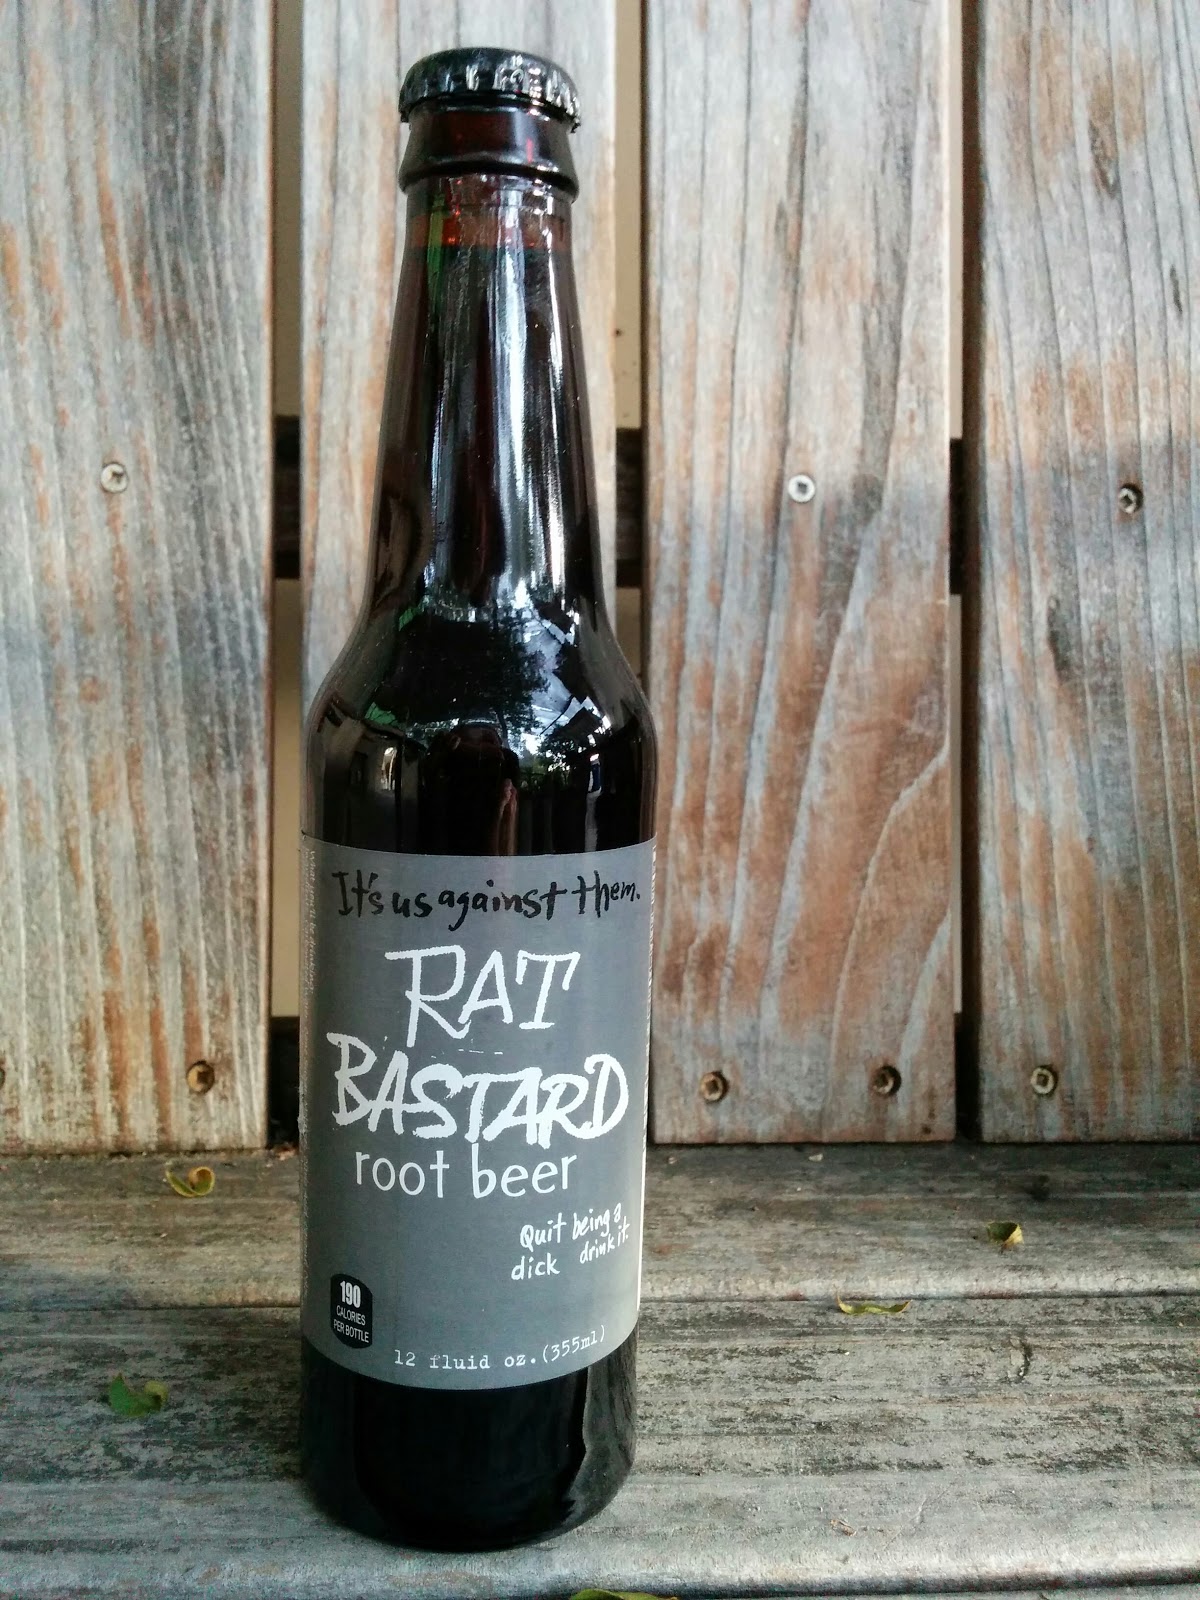 It's us against them.
RAT
BASTARD
root beer
Quit being a
dick drink it.
190
CALORIES
PER BOTTLE
12 fluid oz.(355ml)